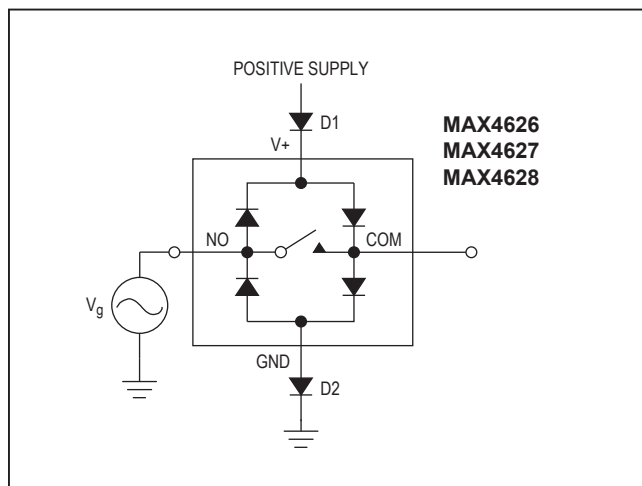 POSITIVE SUPPLY
D1
V+
MAX4626
MAX4627
MAX4628
NO
COM
Vg
GND
D2